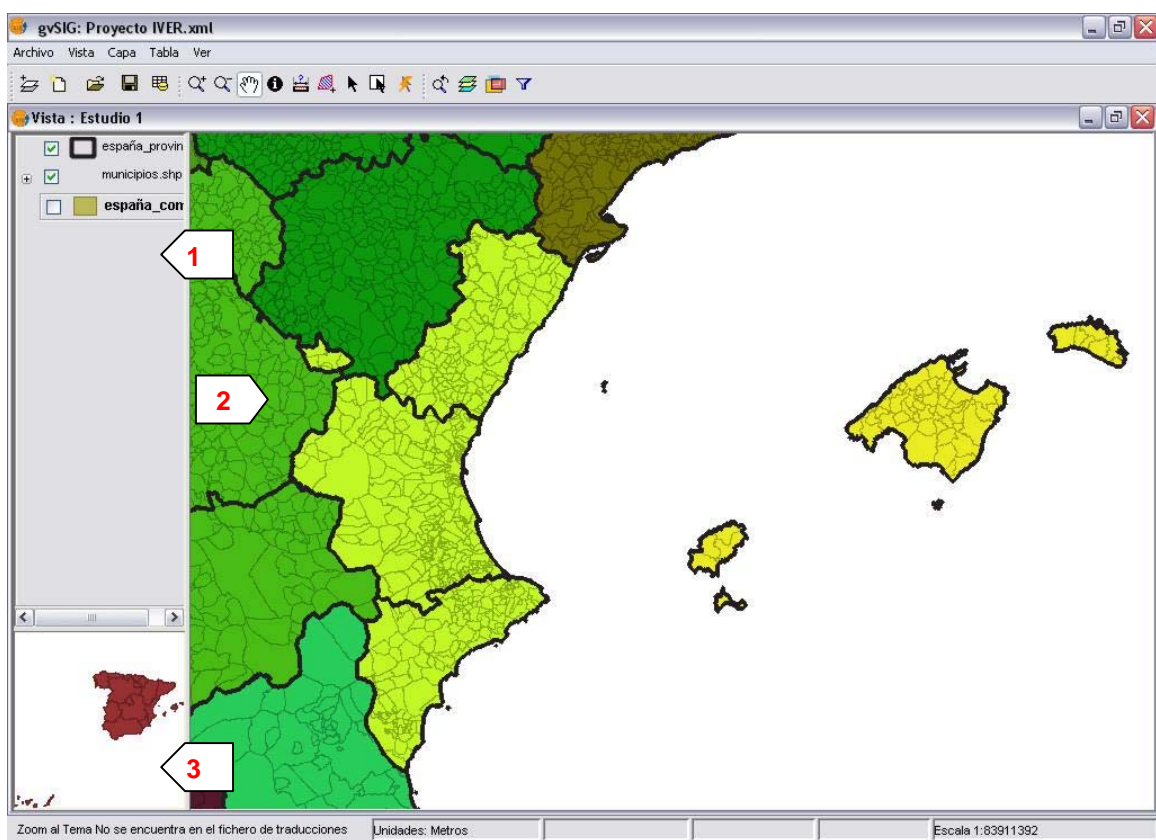 gvSIG: Proyecto IVER.xml
Archivo Vista Capa Tabla Ver
Vista : Estudio 1
españa_provin
municipios.shp
españa_com
1
2
3
Zoom al Tema No se encuentra en el fichero de traducciones Unidades: Metros Escala 1:83911392